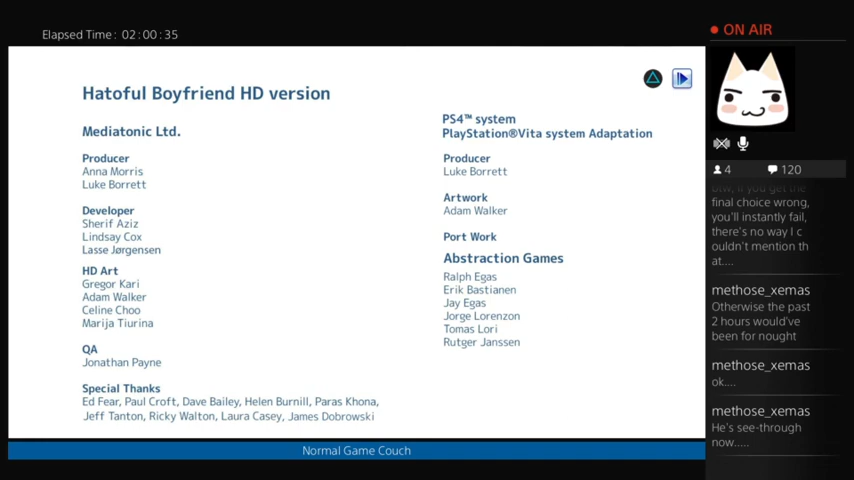 Elapsed Time: 02:00:35
Hatoful Boyfriend HD version
Mediatonic Ltd.
Producer
Anna Morris
Luke Borrett
Developer
Sherif Aziz
Lindsay Cox
Lasse Jørgensen
HD Art
Gregor Kari
Adam Walker
Celine Choo
Marija Tiurina
QA
Jonathan Payne
Special Thanks
Ed Fear, Paul Croft, Dave Bailey, Helen Burnill, Paras Khona,
Jeff Tanton, Ricky Walton, Laura Casey, James Dobrowski
PS4™ system
PlayStation®Vita system Adaptation
Producer
Luke Borrett
Artwork
Adam Walker
Port Work
Abstraction Games
Ralph Egas
Erik Bastianen
Jay Egas
Jorge Lorenzon
Tomas Lori
Rutger Janssen
Normal Game Couch
ON AIR
4
120
btw, if you get the
final choice wrong,
you'll instantly fail,
there's no way I c
ouldn't mention th
at....
methose_xemas
Otherwise the past
2 hours would've
been for nought
methose_xemas
ok....
methose_xemas
He's see-through
now.....